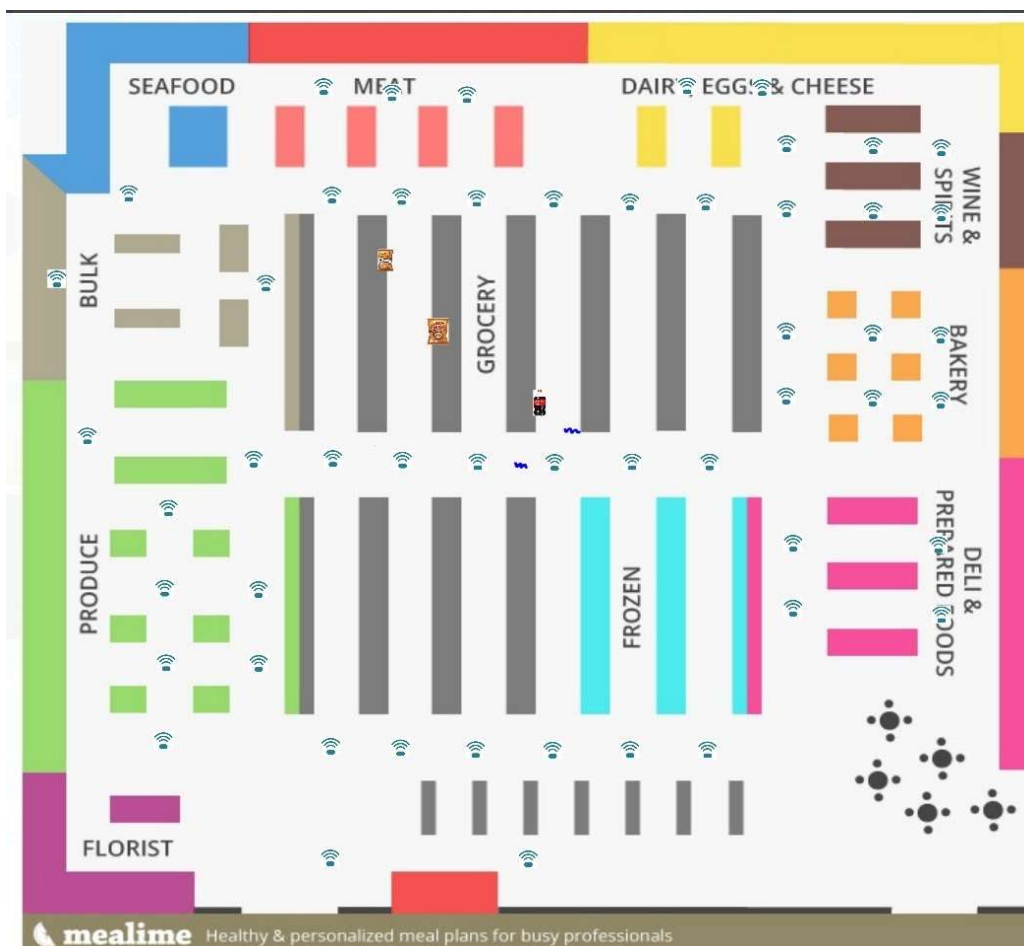 SEAFOOD
MEAT
DAIRY, EGGS & CHEESE
WINE &
SPIRITS
BULK
GROCERY
BAKERY
PRODUCE
FROZEN
DELI &
PREPARED FOODS
FLORIST
mealime Healthy & personalized meal plans for busy professionals